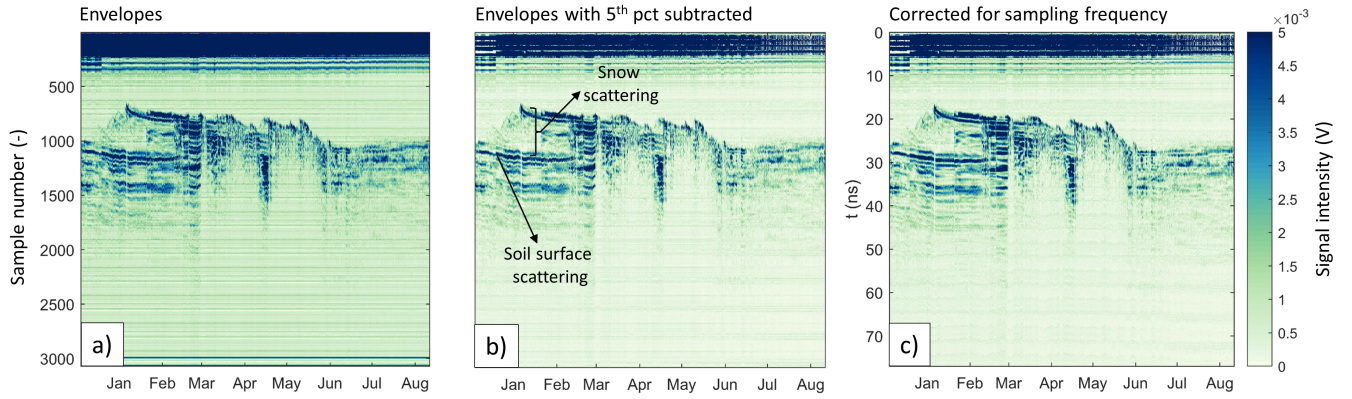 Envelopes
Envelopes with 5th pct subtracted
Corrected for sampling frequency
×10-3
Sample number (-)
500
1000
1500
2000
2500
3000
a)
Jan Feb Mar Apr May Jun Jul Aug
Snow
scattering
Soil surface
scattering
b)
Jan Feb Mar Apr May Jun Jul Aug
t (ns)
0
10
20
30
40
50
60
70
c)
Jan Feb Mar Apr May Jun Jul Aug
5
4.5
4
3.5
3
2.5
2
1.5
1
0.5
0
Signal intensity (V)